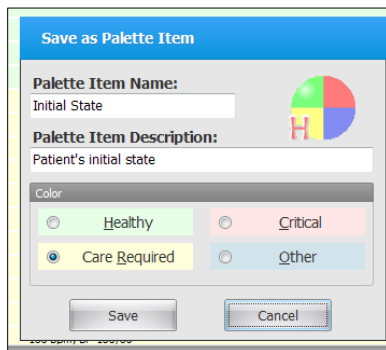 Save as Palette Item
Palette Item Name:
Initial State
H
Palette Item Description:
Patient's initial state
Color
Healthy
Critical
Care Required
Other
Save
Cancel